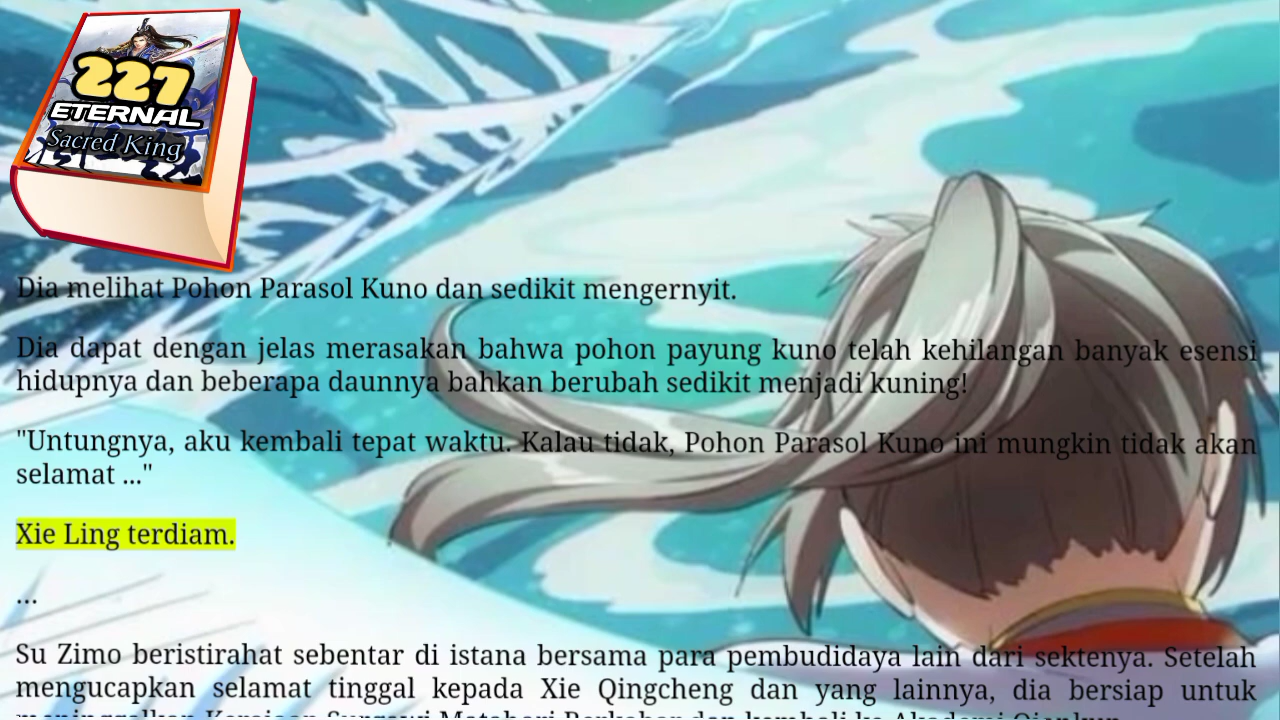 227
ETERNAL
Sacred King
Dia melihat Pohon Parasol Kuno dan sedikit mengernyit.
Dia dapat dengan jelas merasakan bahwa pohon payung kuno telah kehilangan banyak esensi
hidupnya dan beberapa daunnya bahkan berubah sedikit menjadi kuning!
"Untungnya, aku kembali tepat waktu. Kalau tidak, Pohon Parasol Kuno ini mungkin tidak akan
selamat ..."
Xie Ling terdiam.
...
Su Zimo beristirahat sebentar di istana bersama para pembudidaya lain dari sektenya. Setelah
mengucapkan selamat tinggal kepada Xie Qingcheng dan yang lainnya, dia bersiap untuk